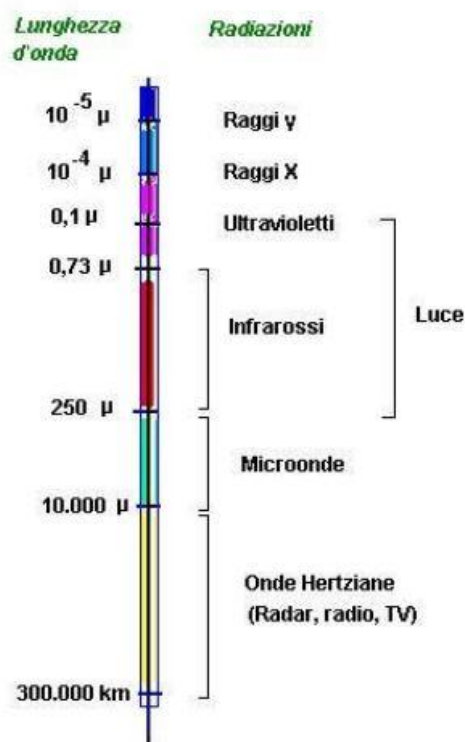 Lunghezza
d'onda
Radiazioni
10⁻⁵ µ
Raggi γ
10⁻⁴ µ
Raggi X
0,1 µ
Ultravioletti
0,73 µ
Luce
Infrarossi
250 µ
Microonde
10.000 µ
Onde Hertziane
(Radar, radio, TV)
300.000 km